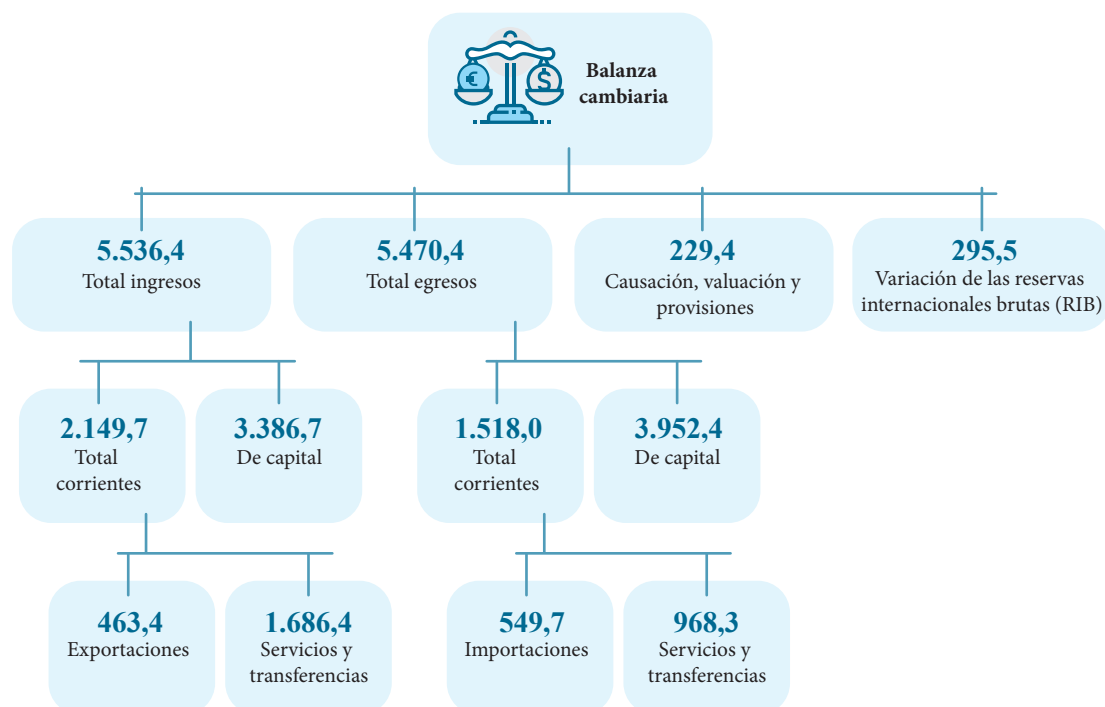 Balanza
cambiaria
5.536,4
Total ingresos
5.470,4
Total egresos
229,4
Causación, valuación y
provisiones
295,5
Variación de las reservas
internacionales brutas (RIB)
2.149,7
Total
corrientes
3.386,7
De capital
1.518,0
Total
corrientes
3.952,4
De capital
463,4
Exportaciones
1.686,4
Servicios y
transferencias
549,7
Importaciones
968,3
Servicios y
transferencias